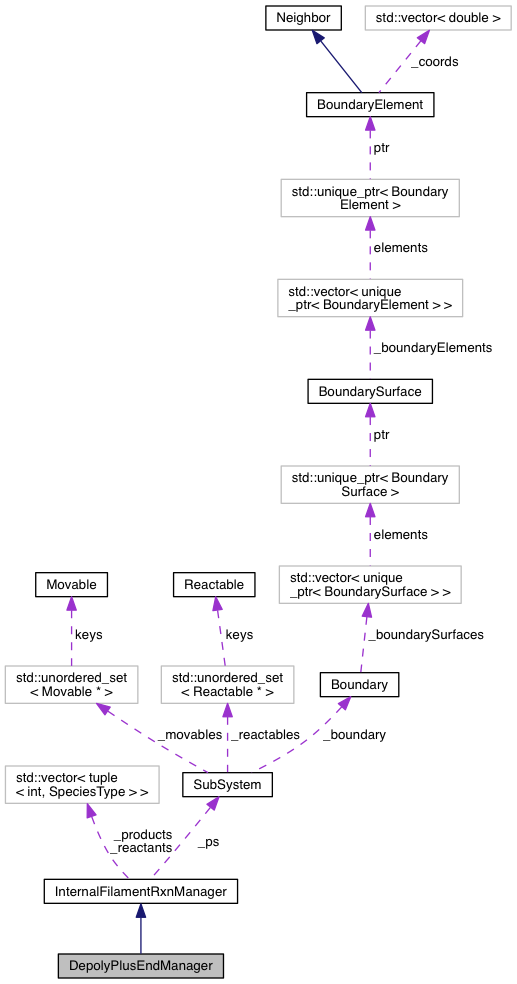 Neighbor
std::vector< double >
_coords
BoundaryElement
ptr
std::unique_ptr< Boundary
Element >
elements
std::vector< unique
_ptr< BoundaryElement > >
_boundaryElements
BoundarySurface
ptr
std::unique_ptr< Boundary
Surface >
elements
Movable
Reactable
std::vector< unique
_ptr< BoundarySurface > >
keys
keys
_boundarySurfaces
std::unordered_set
< Movable * >
std::unordered_set
< Reactable * >
Boundary
_movables
_reactables
_boundary
std::vector< tuple
< int, SpeciesType > >
SubSystem
_products
_reactants
_ps
InternalFilamentRxnManager
DepolyPlusEndManager